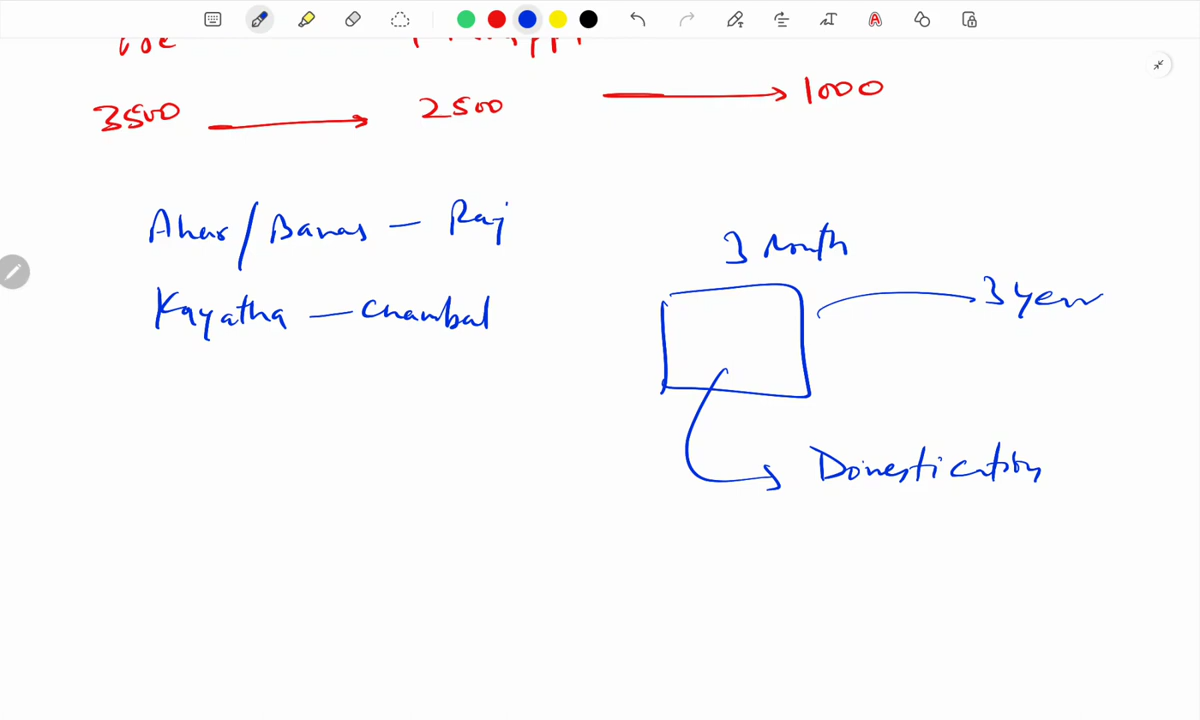 3500 → 2500 → 1000
Ahar/Banas - Raj
Kayatha - Chambal
3 Month
3 year
Domestication